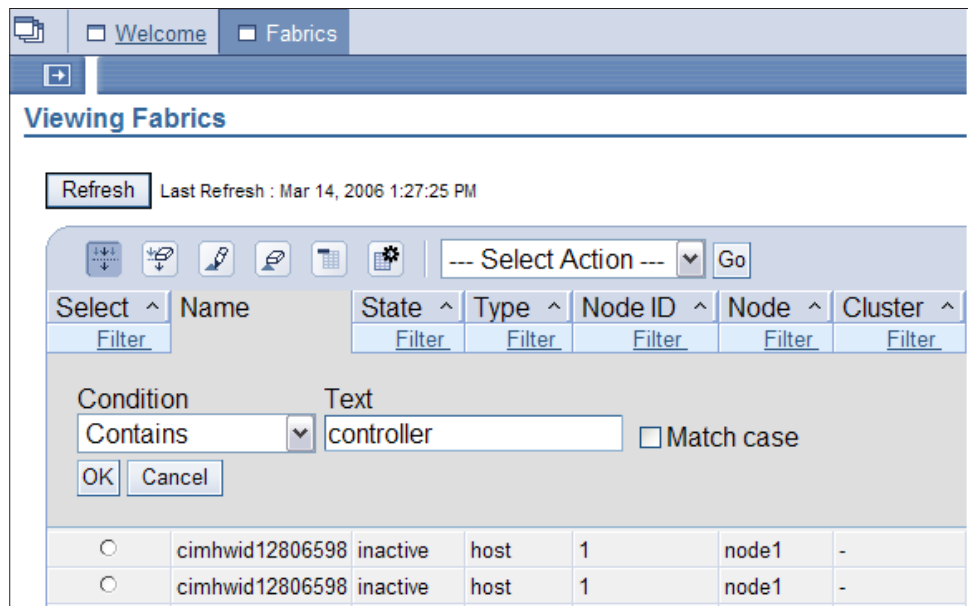 Welcome Fabrics
Viewing Fabrics
Refresh Last Refresh : Mar 14, 2006 1:27:25 PM
--- Select Action --- Go
Select Name State Type Node ID Node Cluster
Filter Filter Filter Filter Filter Filter
Condition Text
Contains controller Match case
OK Cancel
cimhwid12806598 inactive host 1 node1 -
cimhwid12806598 inactive host 1 node1 -